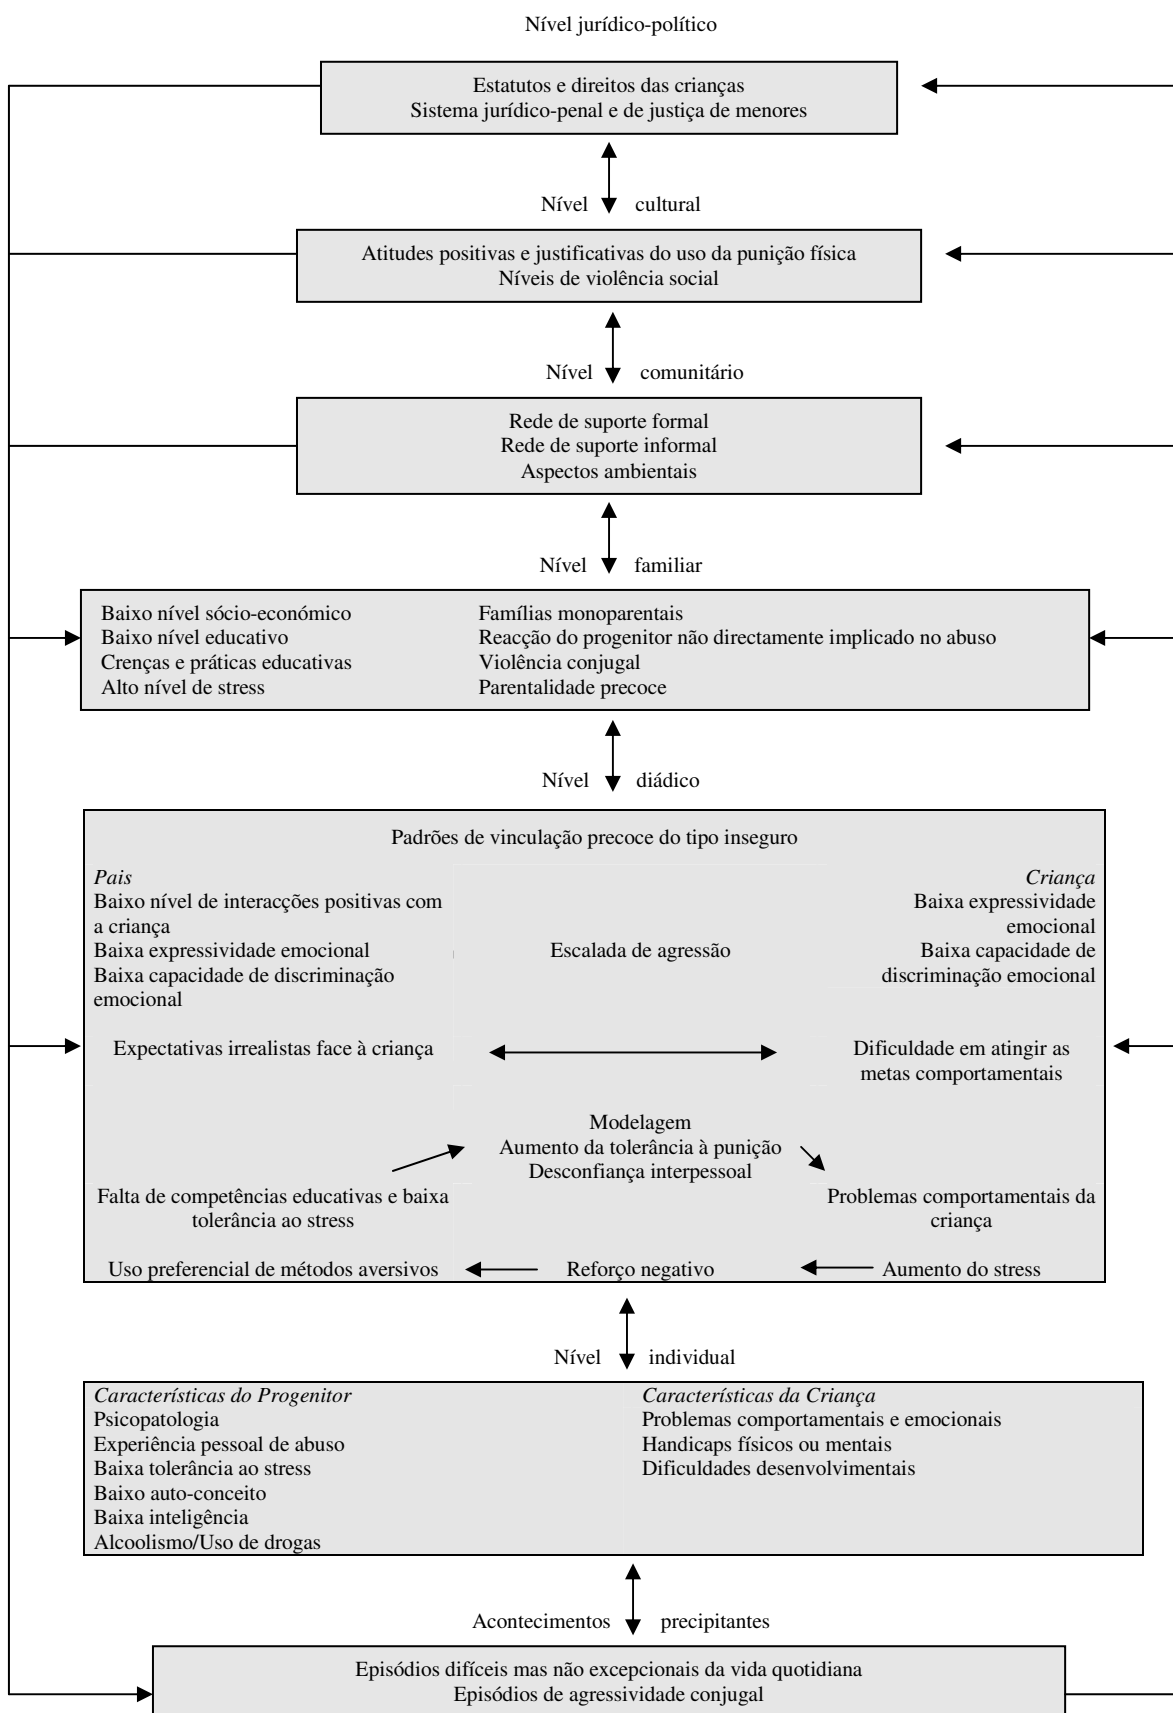 Nível jurídico-político
Estatutos e direitos das crianças
Sistema jurídico-penal e de justiça de menores
Nível cultural
Atitudes positivas e justificativas do uso da punição física
Níveis de violência social
Nível comunitário
Rede de suporte formal
Rede de suporte informal
Aspectos ambientais
Nível familiar
Baixo nível sócio-económico
Baixo nível educativo
Crenças e práticas educativas
Alto nível de stress
Famílias monoparentais
Reacção do progenitor não directamente implicado no abuso
Violência conjugal
Parentalidade precoce
Nível diádico
Padrões de vinculação precoce do tipo inseguro
Pais
Baixo nível de interacções positivas com
a criança
Baixa expressividade emocional
Baixa capacidade de discriminação
emocional
Escalada de agressão
Criança
Baixa expressividade
emocional
Baixa capacidade de
discriminação emocional
Expectativas irrealistas face à criança
Dificuldade em atingir as
metas comportamentais
Modelagem
Aumento da tolerância à punição
Desconfiança interpessoal
Falta de competências educativas e baixa
tolerância ao stress
Problemas comportamentais da
criança
Uso preferencial de métodos aversivos
Reforço negativo
Aumento do stress
Nível individual
Características do Progenitor
Psicopatologia
Experiência pessoal de abuso
Baixa tolerância ao stress
Baixo auto-conceito
Baixa inteligência
Alcoolismo/Uso de drogas
Características da Criança
Problemas comportamentais e emocionais
Handicaps físicos ou mentais
Dificuldades desenvolvimentais
Acontecimentos precipitantes
Episódios difíceis mas não excepcionais da vida quotidiana
Episódios de agressividade conjugal